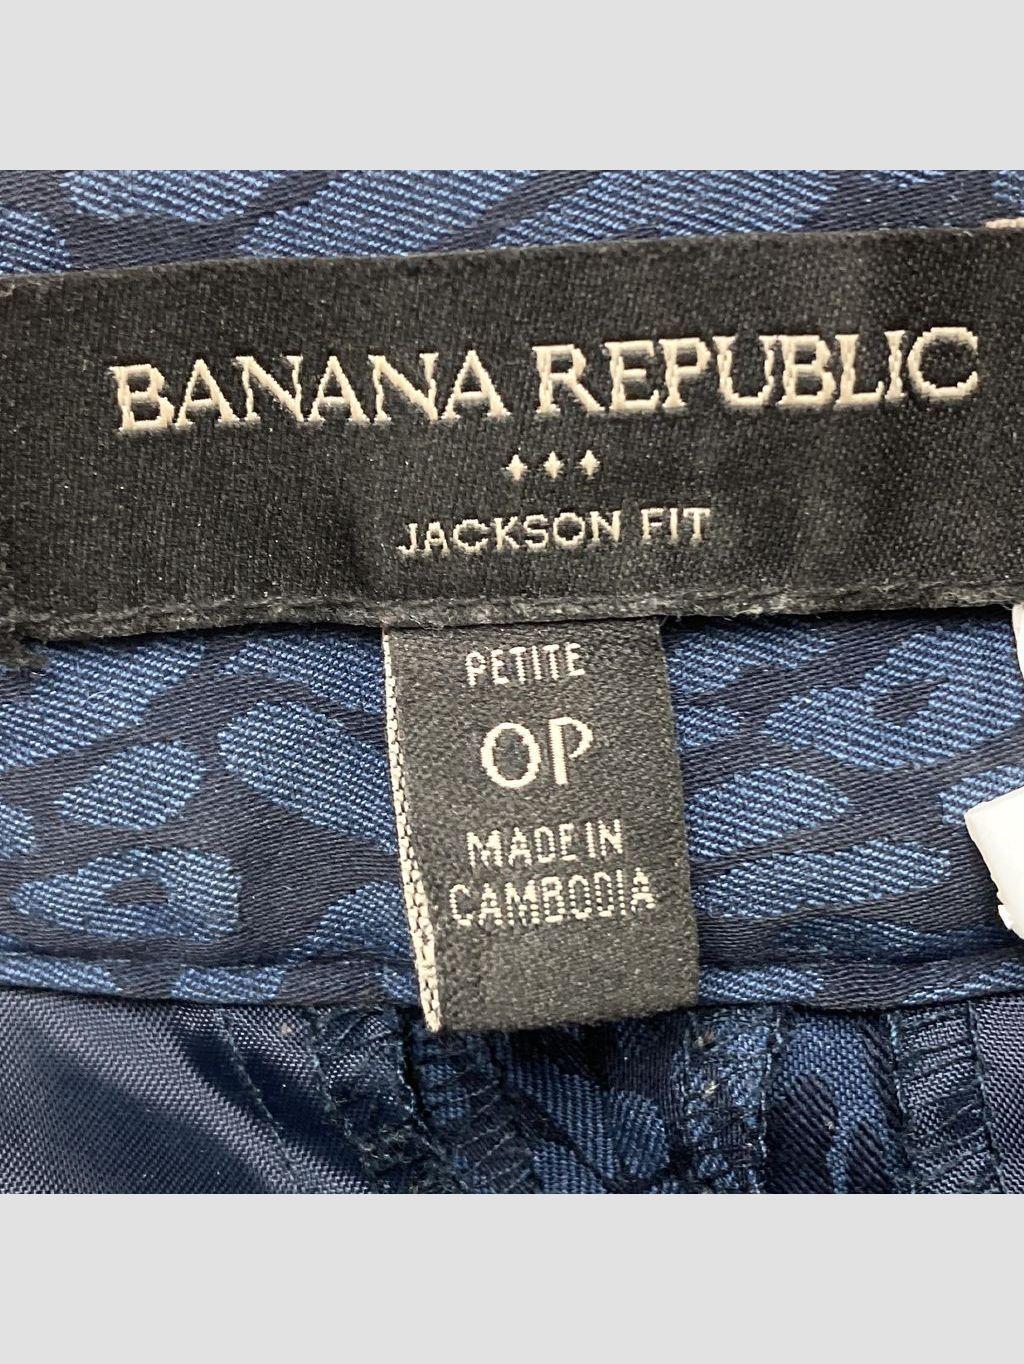 BANANA REPUBLIC
JACKSON FIT
PETITE
0P
MADE IN
CAMBODIA